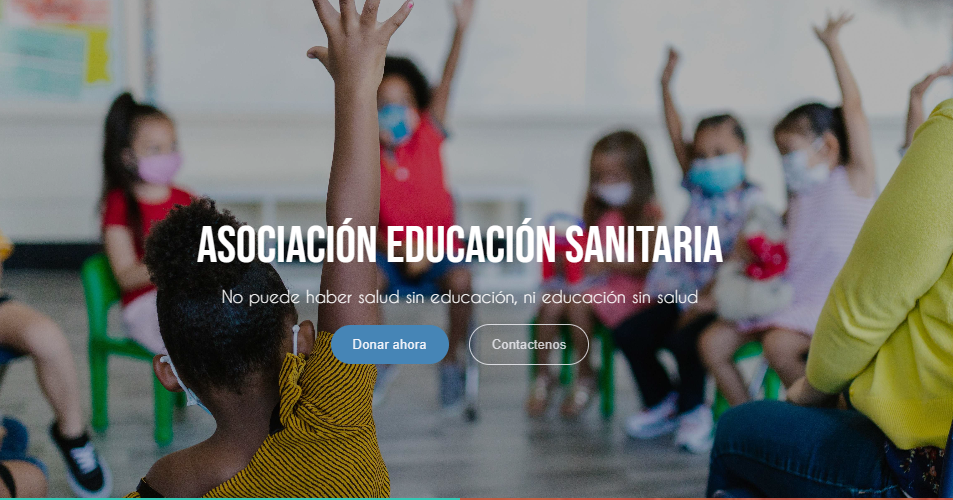 ASOCIACIÓN EDUCACIÓN SANITARIA
No puede haber salud sin educación, ni educación sin salud
Donar ahora
Contactenos